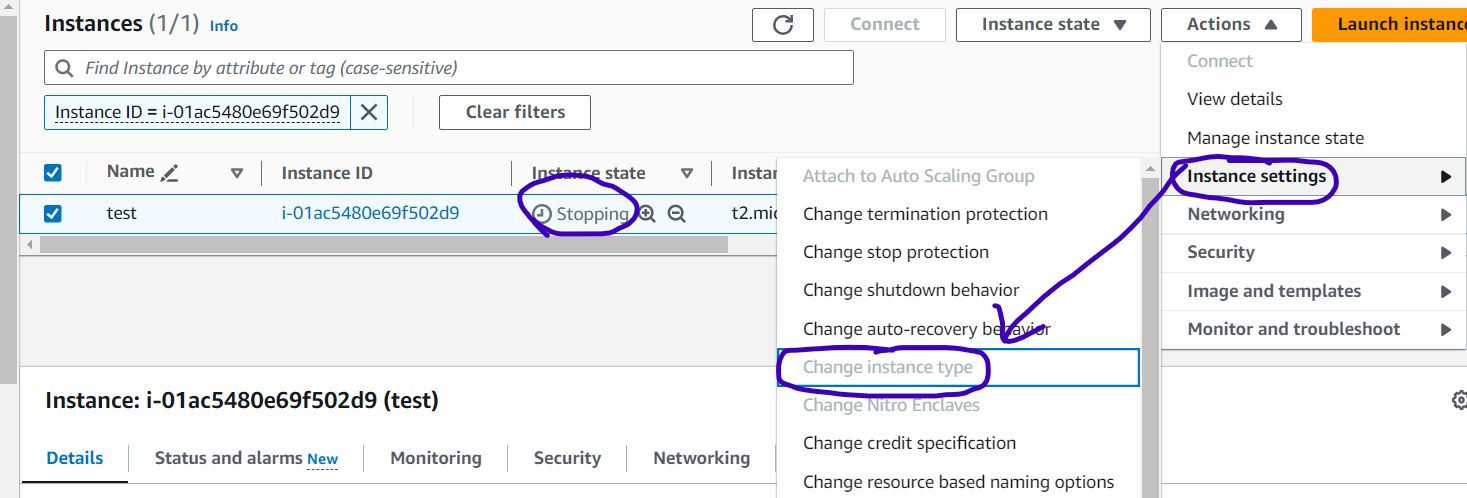 Instances (1/1) Info
Connect
Instance state
Actions
Launch instanc
Find Instance by attribute or tag (case-sensitive)
Instance ID = i-01ac5480e69f502d9
Clear filters
Connect
View details
Manage instance state
Instance settings
Networking
Security
Image and templates
Monitor and troubleshoot
Name
Instance ID
Instance state
Instan
test
i-01ac5480e69f502d9
Stopping
t2.mic
Attach to Auto Scaling Group
Change termination protection
Change stop protection
Change shutdown behavior
Change auto-recovery behavior
Change instance type
Change Nitro Enclaves
Change credit specification
Change resource based naming options
Instance: i-01ac5480e69f502d9 (test)
Details
Status and alarms New
Monitoring
Security
Networking